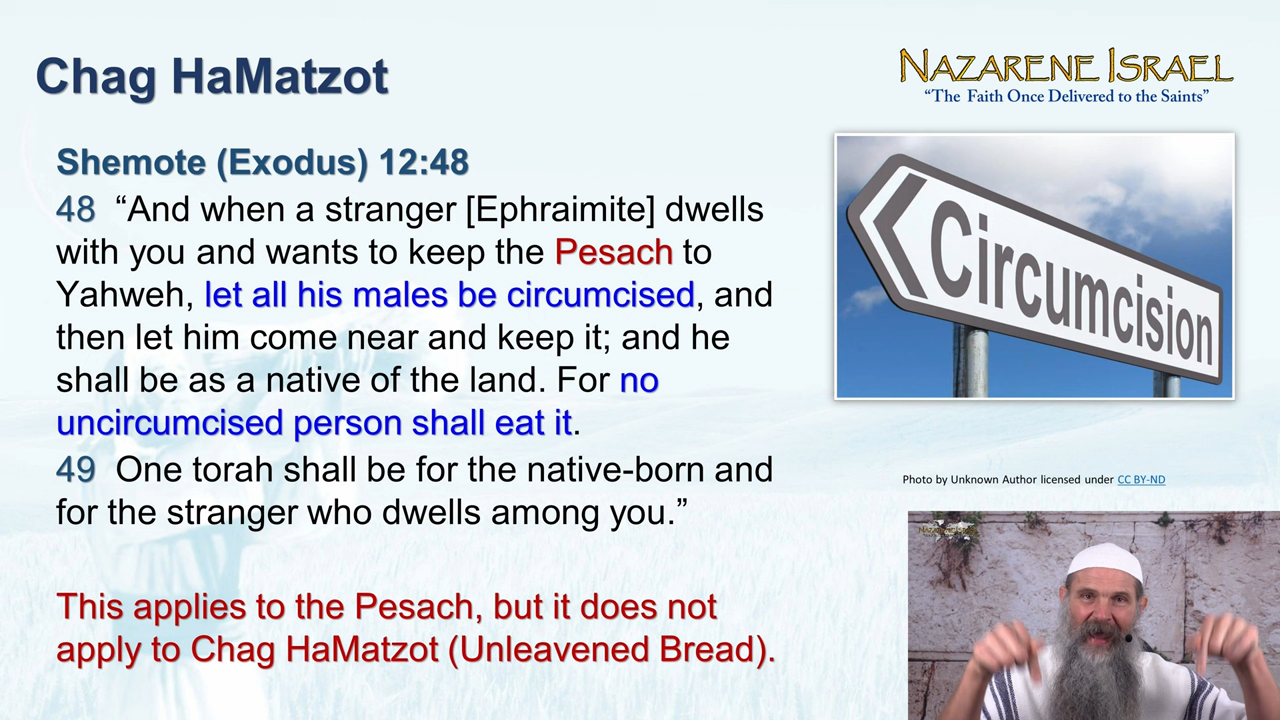 Chag HaMatzot
NAZARENE ISRAEL
“The Faith Once Delivered to the Saints”
Shemote (Exodus) 12:48
48 “And when a stranger [Ephraimite] dwells
with you and wants to keep the Pesach to
Yahweh, let all his males be circumcised, and
then let him come near and keep it; and he
shall be as a native of the land. For no
uncircumcised person shall eat it.
49 One torah shall be for the native-born and
for the stranger who dwells among you.”
This applies to the Pesach, but it does not
apply to Chag HaMatzot (Unleavened Bread).
Circumcision
Photo by Unknown Author licensed under CC BY-ND